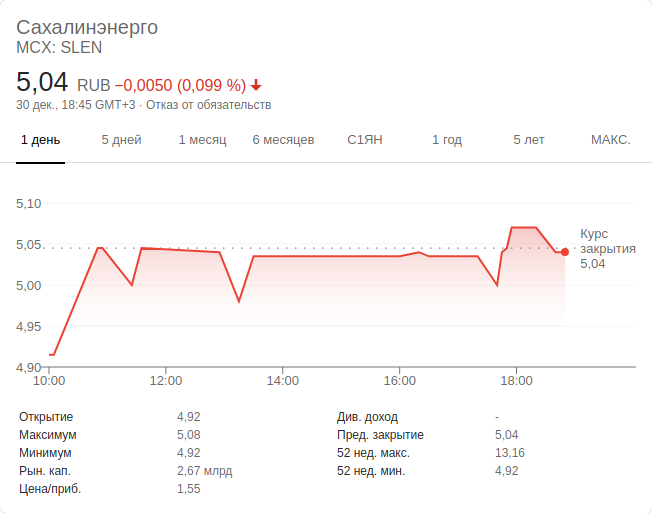 Сахалинэнерго
MCX: SLEN
5,04 RUB −0,0050 (0,099 %)
30 дек., 18:45 GMT+3 · Отказ от обязательств
1 день 5 дней 1 месяц 6 месяцев С1ЯН 1 год 5 лет МАКС.
5,10
5,05
5,00
4,95
4,90
Курс
закрытия
5,04
10:00 12:00 14:00 16:00 18:00
Открытие 4,92 Див. доход -
Максимум 5,08 Пред. закрытие 5,04
Минимум 4,92 52 нед. макс. 13,16
Рын. кап. 2,67 млрд 52 нед. мин. 4,92
Цена/приб. 1,55